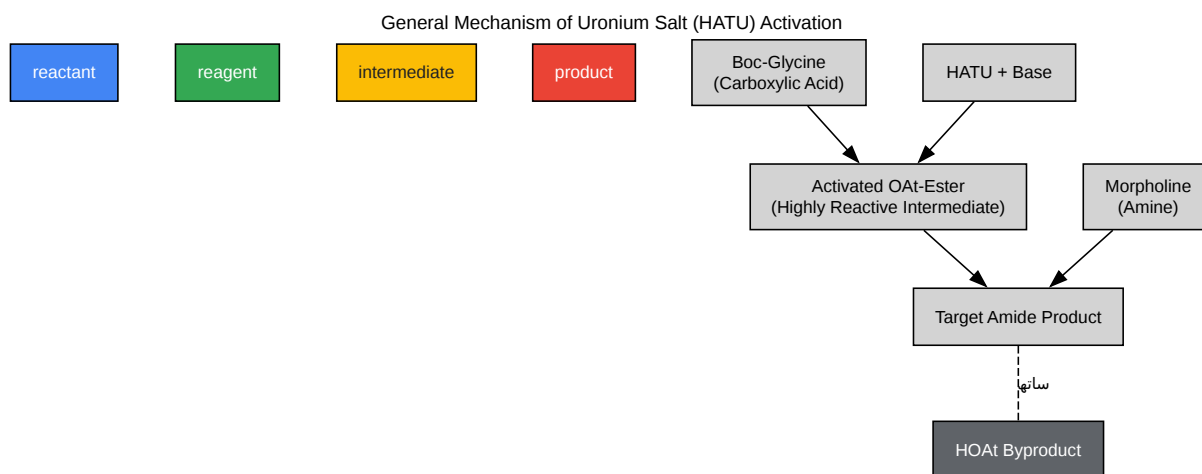 General Mechanism of Uronium Salt (HATU) Activation
reactant
reagent
intermediate
product
Boc-Glycine
(Carboxylic Acid)
HATU + Base
Activated OAt-Ester
(Highly Reactive Intermediate)
Morpholine
(Amine)
Target Amide Product
ساتھ
HOAt Byproduct